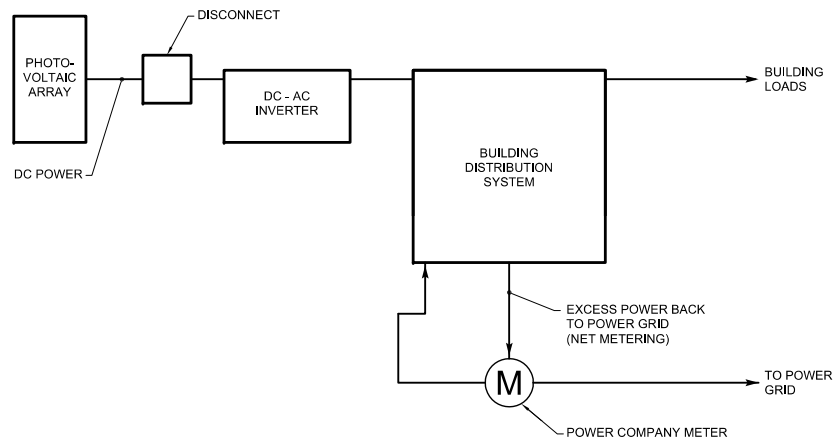 DISCONNECT
PHOTO-
VOLTAIC
ARRAY
DC - AC
INVERTER
BUILDING
LOADS
DC POWER
BUILDING
DISTRIBUTION
SYSTEM
EXCESS POWER BACK
TO POWER GRID
(NET METERING)
M
TO POWER
GRID
POWER COMPANY METER